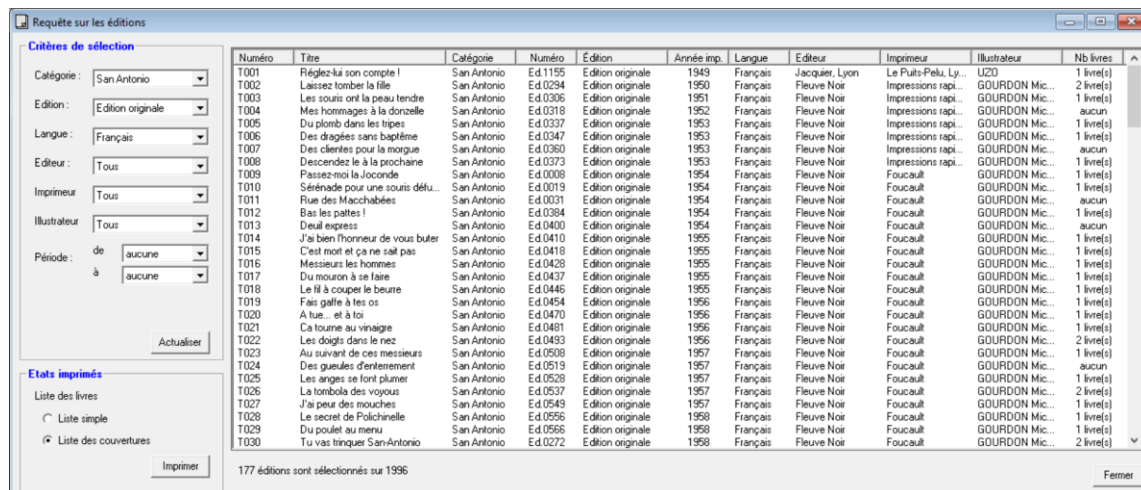 Requête sur les éditions
Critères de sélection
Catégorie : San Antonio
Edition : Edition originale
Langue : Français
Editeur : Tous
Imprimeur Tous
Illustrateur Tous
Période : de aucune
à aucune
Actualiser
Etats imprimés
Liste des livres
Liste simple
Liste des couvertures
Imprimer
Numéro Titre Catégorie Numéro Édition Année imp. Langue Editeur Imprimeur Illustrateur Nb livres
T001 Réglez-lui son compte ! San Antonio Ed.1155 Edition originale 1949 Français Jacquier, Lyon Le Puits-Pelu, Ly... UZO 1 livre(s)
T002 Laissez tomber la fille San Antonio Ed.0294 Edition originale 1950 Français Fleuve Noir Impressions rapi... GOURDON Mic... 2 livre(s)
T003 Les souris ont la peau tendre San Antonio Ed.0306 Edition originale 1951 Français Fleuve Noir Impressions rapi... GOURDON Mic... 1 livre(s)
T004 Mes hommages à la donzelle San Antonio Ed.0318 Edition originale 1952 Français Fleuve Noir Impressions rapi... GOURDON Mic... aucun
T005 Du plomb dans les tripes San Antonio Ed.0337 Edition originale 1953 Français Fleuve Noir Impressions rapi... GOURDON Mic... 1 livre(s)
T006 Des dragées sans baptême San Antonio Ed.0347 Edition originale 1953 Français Fleuve Noir Impressions rapi... GOURDON Mic... 1 livre(s)
T007 Des clientes pour la morgue San Antonio Ed.0360 Edition originale 1953 Français Fleuve Noir Impressions rapi... GOURDON Mic... aucun
T008 Descendez le à la prochaine San Antonio Ed.0373 Edition originale 1953 Français Fleuve Noir Impressions rapi... GOURDON Mic... 1 livre(s)
T009 Passez-moi la Joconde San Antonio Ed.0008 Edition originale 1954 Français Fleuve Noir Foucault GOURDON Mic... 1 livre(s)
T010 Sérénade pour une souris défu... San Antonio Ed.0019 Edition originale 1954 Français Fleuve Noir Foucault GOURDON Mic... 1 livre(s)
T011 Rue des Macchabées San Antonio Ed.0031 Edition originale 1954 Français Fleuve Noir Foucault GOURDON Mic... aucun
T012 Bas les pattes ! San Antonio Ed.0384 Edition originale 1954 Français Fleuve Noir Foucault GOURDON Mic... 1 livre(s)
T013 Deuil express San Antonio Ed.0400 Edition originale 1954 Français Fleuve Noir Foucault GOURDON Mic... aucun
T014 J'ai bien l'honneur de vous buter San Antonio Ed.0410 Edition originale 1955 Français Fleuve Noir Foucault GOURDON Mic... 1 livre(s)
T015 C'est mort et ça ne sait pas San Antonio Ed.0418 Edition originale 1955 Français Fleuve Noir Foucault GOURDON Mic... 1 livre(s)
T016 Messieurs les hommes San Antonio Ed.0428 Edition originale 1955 Français Fleuve Noir Foucault GOURDON Mic... 1 livre(s)
T017 Du mouron à se faire San Antonio Ed.0437 Edition originale 1955 Français Fleuve Noir Foucault GOURDON Mic... 1 livre(s)
T018 Le fil à couper le beurre San Antonio Ed.0446 Edition originale 1955 Français Fleuve Noir Foucault GOURDON Mic... 1 livre(s)
T019 Fais gaffe à tes os San Antonio Ed.0454 Edition originale 1956 Français Fleuve Noir Foucault GOURDON Mic... 1 livre(s)
T020 A tue... et à toi San Antonio Ed.0470 Edition originale 1956 Français Fleuve Noir Foucault GOURDON Mic... 1 livre(s)
T021 Ca tourne au vinaigre San Antonio Ed.0481 Edition originale 1956 Français Fleuve Noir Foucault GOURDON Mic... 1 livre(s)
T022 Les doigts dans le nez San Antonio Ed.0493 Edition originale 1956 Français Fleuve Noir Foucault GOURDON Mic... 2 livre(s)
T023 Au suivant de ces messieurs San Antonio Ed.0508 Edition originale 1957 Français Fleuve Noir Foucault GOURDON Mic... 1 livre(s)
T024 Des gueules d'enterrement San Antonio Ed.0519 Edition originale 1957 Français Fleuve Noir Foucault GOURDON Mic... aucun
T025 Les anges se font plumer San Antonio Ed.0528 Edition originale 1957 Français Fleuve Noir Foucault GOURDON Mic... 1 livre(s)
T026 La tombola des voyous San Antonio Ed.0537 Edition originale 1957 Français Fleuve Noir Foucault GOURDON Mic... 2 livre(s)
T027 J'ai peur des mouches San Antonio Ed.0549 Edition originale 1957 Français Fleuve Noir Foucault GOURDON Mic... 1 livre(s)
T028 Le secret de Polichinelle San Antonio Ed.0556 Edition originale 1958 Français Fleuve Noir Foucault GOURDON Mic... 1 livre(s)
T029 Du poulet au menu San Antonio Ed.0566 Edition originale 1958 Français Fleuve Noir Foucault GOURDON Mic... 1 livre(s)
T030 Tu vas trinquer San-Antonio San Antonio Ed.0272 Edition originale 1958 Français Fleuve Noir Foucault GOURDON Mic... 2 livre(s)
177 éditions sont sélectionnés sur 1996
Fermer